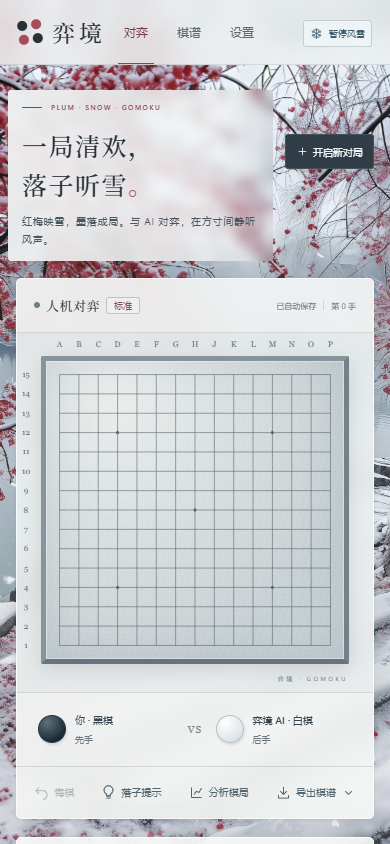 弈境 对弈 棋谱 设置 暂停风雪
PLUM · SNOW · GOMOKU
一局清欢，
落子听雪。
开启新对局
红梅映雪，墨落成局。与 AI 对弈，在方寸间静听
风声。
人机对弈 标准 已自动保存 第 0 手
A B C D E F G H I J K L M N O P
15
14
13
12
11
10
9
8
7
6
5
4
3
2
1
弈境 · GOMOKU
你 · 黑棋
先手
VS
弈境 AI · 白棋
后手
悔棋 落子提示 分析棋局 导出棋谱